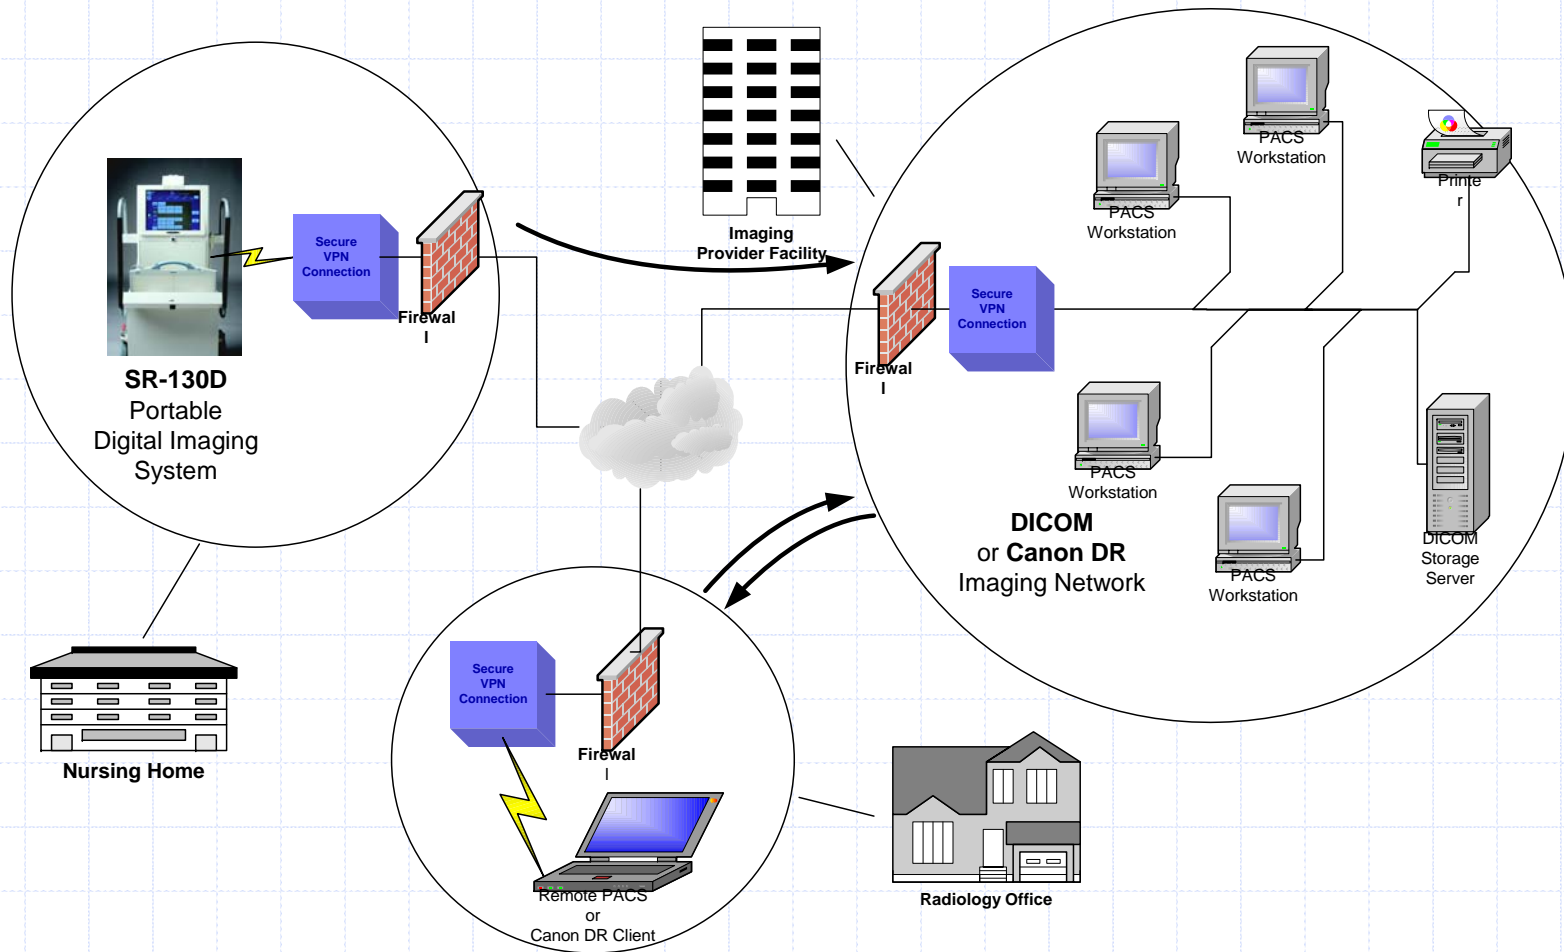 SR-130D
Portable
Digital Imaging
System
Secure
VPN
Connection
Firewal
l
Nursing Home
Imaging
Provider Facility
Firewal
l
Secure
VPN
Connection
PACS
Workstation
PACS
Workstation
Printe
r
PACS
Workstation
PACS
Workstation
DICOM
Storage
Server
DICOM
or Canon DR
Imaging Network
Secure
VPN
Connection
Firewal
l
Remote PACS
or
Canon DR Client
Radiology Office